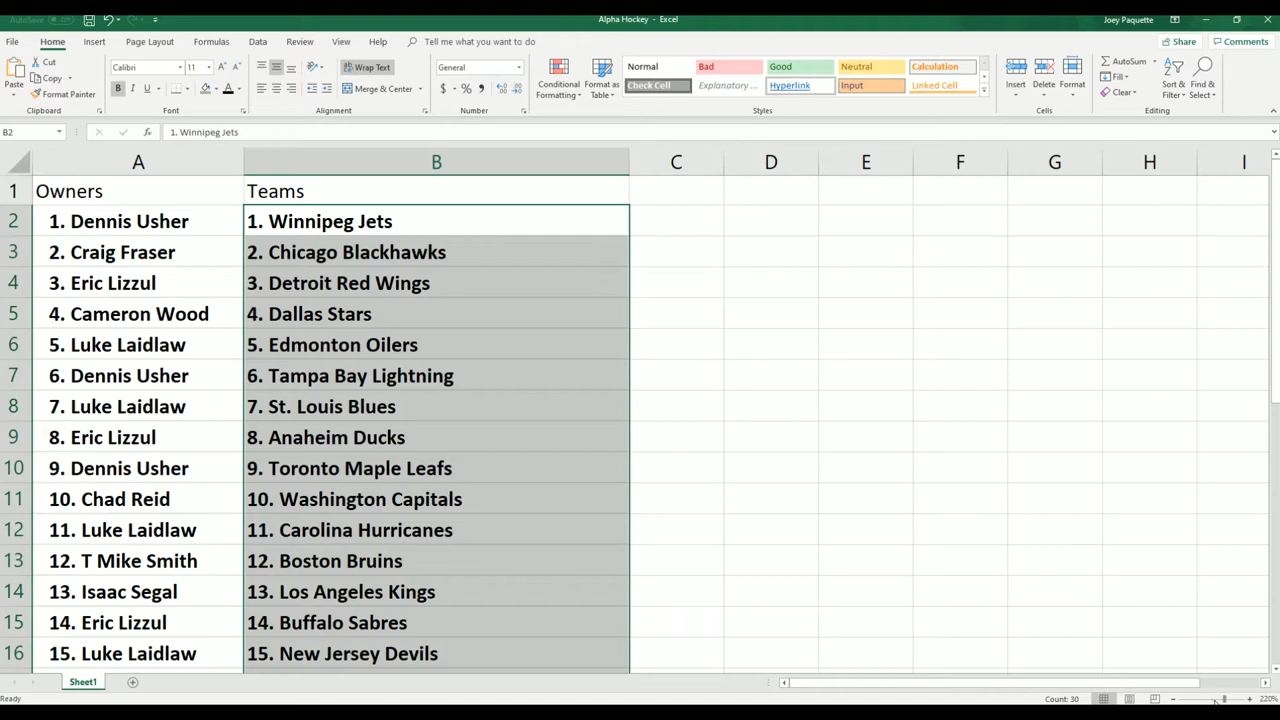 AutoSave Off Alpha Hockey - Excel Joey Paquette
File Home Insert Page Layout Formulas Data Review View Help Tell me what you want to do Share Comments
Paste Cut Copy Format Painter Clipboard
Calibri 11 B I U A Font
Wrap Text Merge & Center Alignment
General $ % Number
Conditional Formatting Format as Table
Normal Bad Good Neutral Calculation
Check Cell Explanatory ... Hyperlink Input Linked Cell
Styles
Insert Delete Format Cells
AutoSum Fill Clear Sort & Filter Find & Select Editing
B2 fx 1. Winnipeg Jets
A B C D E F G H I
1 Owners Teams
2 1. Dennis Usher 1. Winnipeg Jets
3 2. Craig Fraser 2. Chicago Blackhawks
4 3. Eric Lizzul 3. Detroit Red Wings
5 4. Cameron Wood 4. Dallas Stars
6 5. Luke Laidlaw 5. Edmonton Oilers
7 6. Dennis Usher 6. Tampa Bay Lightning
8 7. Luke Laidlaw 7. St. Louis Blues
9 8. Eric Lizzul 8. Anaheim Ducks
10 9. Dennis Usher 9. Toronto Maple Leafs
11 10. Chad Reid 10. Washington Capitals
12 11. Luke Laidlaw 11. Carolina Hurricanes
13 12. T Mike Smith 12. Boston Bruins
14 13. Isaac Segal 13. Los Angeles Kings
15 14. Eric Lizzul 14. Buffalo Sabres
16 15. Luke Laidlaw 15. New Jersey Devils
Sheet1
Ready Count: 30 220%